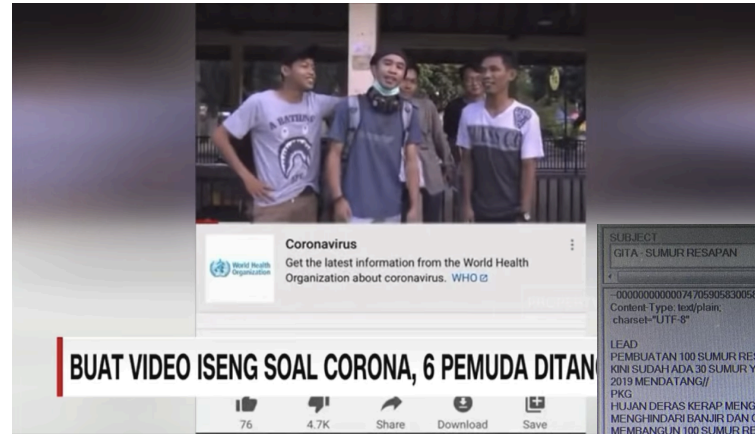 A BATHING
GUESS CO
Coronavirus
Get the latest information from the World Health
Organization about coronavirus. WHO
World Health
Organization
BUAT VIDEO ISENG SOAL CORONA, 6 PEMUDA DITAN
76
4.7K
Share
Download
Save
SUBJECT
GITA - SUMUR RESAPAN
Content-Type: text/plain;
charset="UTF-8"
LEAD
PEMBUATAN 100 SUMUR RES
KINI SUDAH ADA 30 SUMUR Y
2019 MENDATANG//
PKG
HUJAN DERAS KERAP MENG
MENGHINDARI BANJIR DAN
MEMBANGUN 100 SUMUR RE